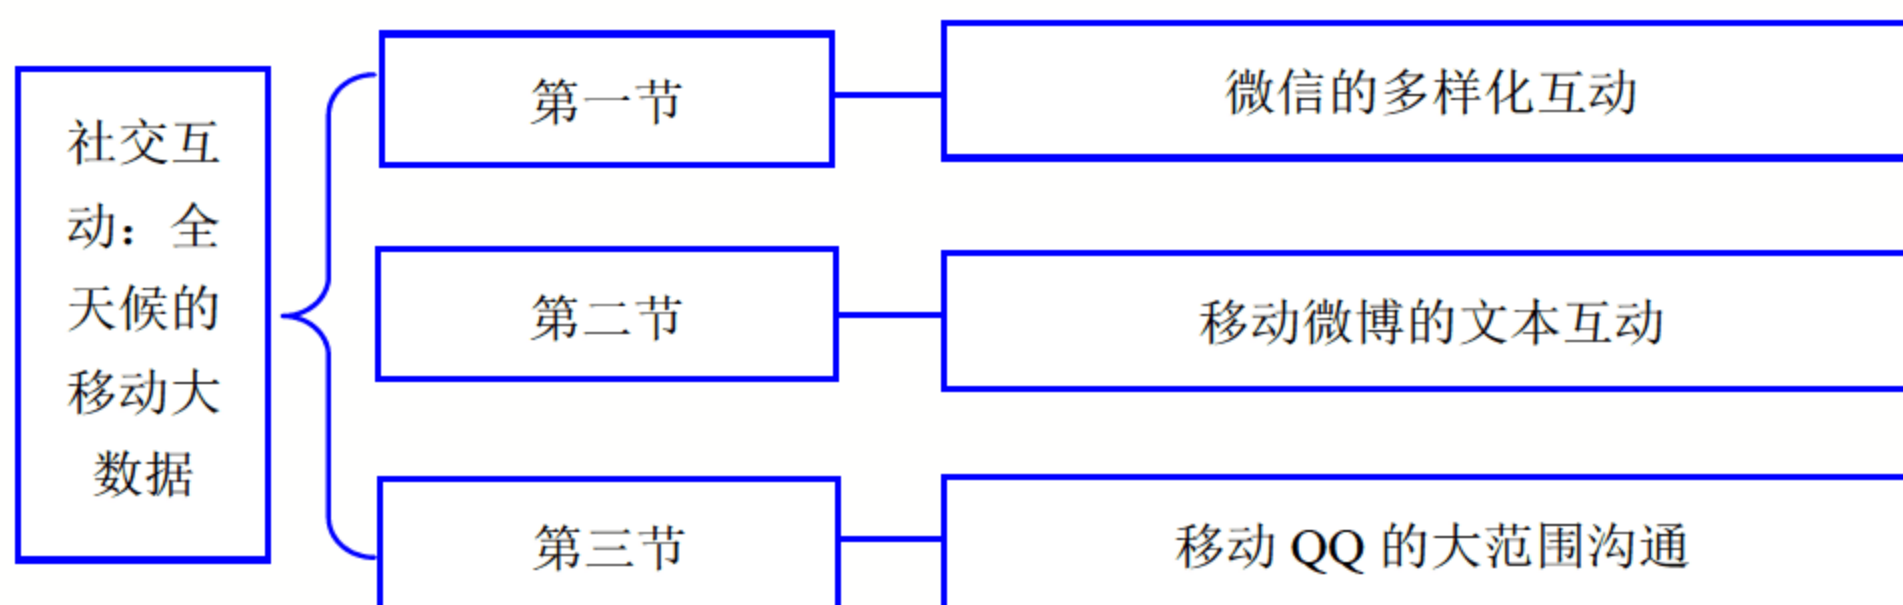 社交互
动：全
天候的
移动大
数据
第一节
微信的多样化互动
第二节
移动微博的文本互动
第三节
移动 QQ 的大范围沟通